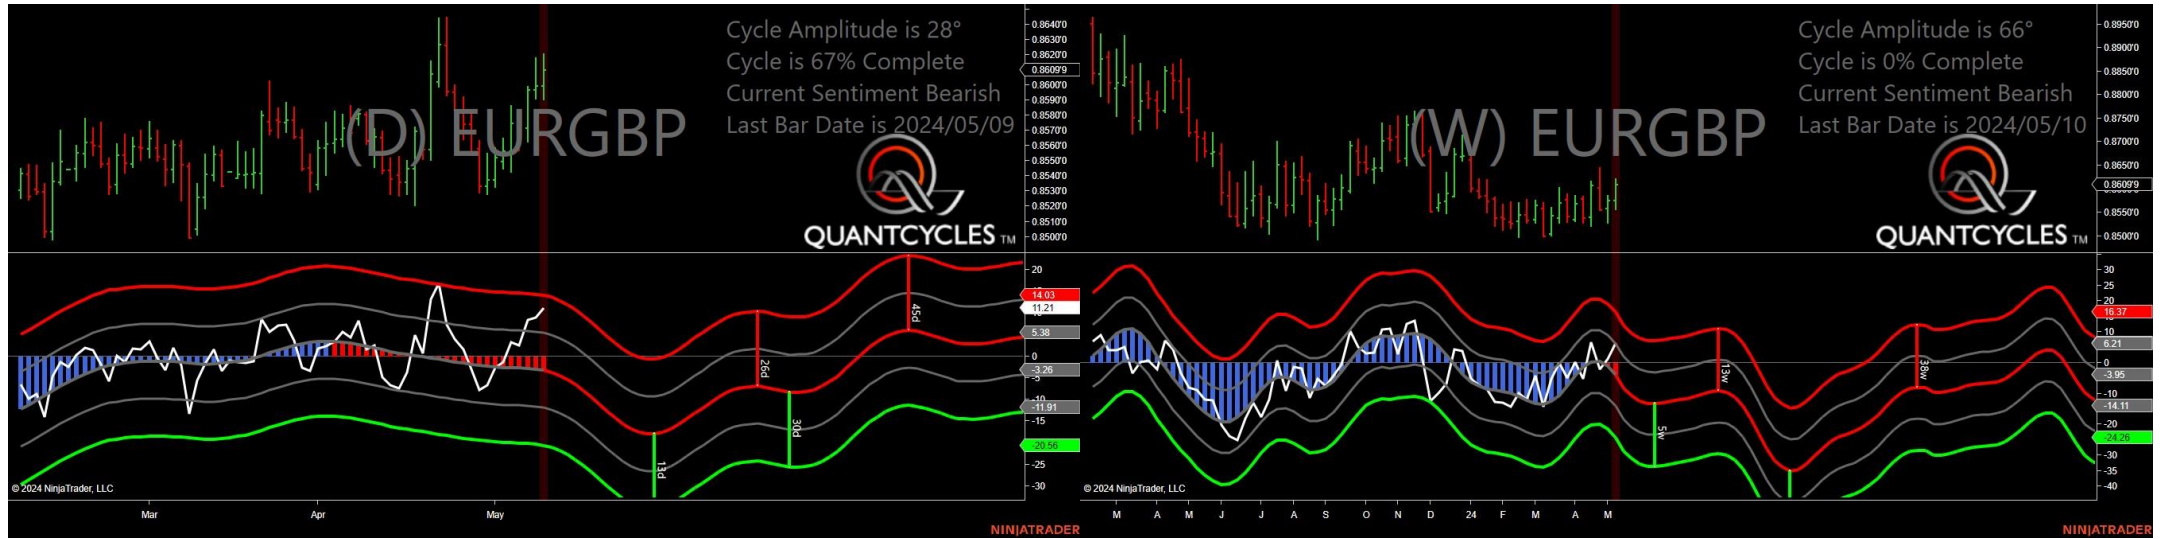 Cycle Amplitude is 28°
Cycle is 67% Complete
Current Sentiment Bearish
Last Bar Date is 2024/05/09
(D) EURGBP
QUANTCYCLES TM
0.8640'0
0.8630'0
0.8620'0
0.8609'9
0.8600'0
0.8590'0
0.8580'0
0.8570'0
0.8560'0
0.8550'0
0.8540'0
0.8530'0
0.8520'0
0.8510'0
0.8500'0
20
14.03
11.21
5.38
0
-3.26
-11.91
-15
-20.56
-25
-30
13d
26d
30d
45d
© 2024 NinjaTrader, LLC
Mar
Apr
May
NINJATRADER
Cycle Amplitude is 66°
Cycle is 0% Complete
Current Sentiment Bearish
Last Bar Date is 2024/05/10
(W) EURGBP
QUANTCYCLES TM
0.8950'0
0.8900'0
0.8850'0
0.8800'0
0.8750'0
0.8700'0
0.8650'0
0.8609'9
0.8550'0
0.8500'0
30
25
20
16.37
10
6.21
0
-3.95
-10
-14.11
-20
-24.26
-30
-35
-40
5w
13w
38w
© 2024 NinjaTrader, LLC
M A M J J A S O N D 24 F M A M
NINJATRADER